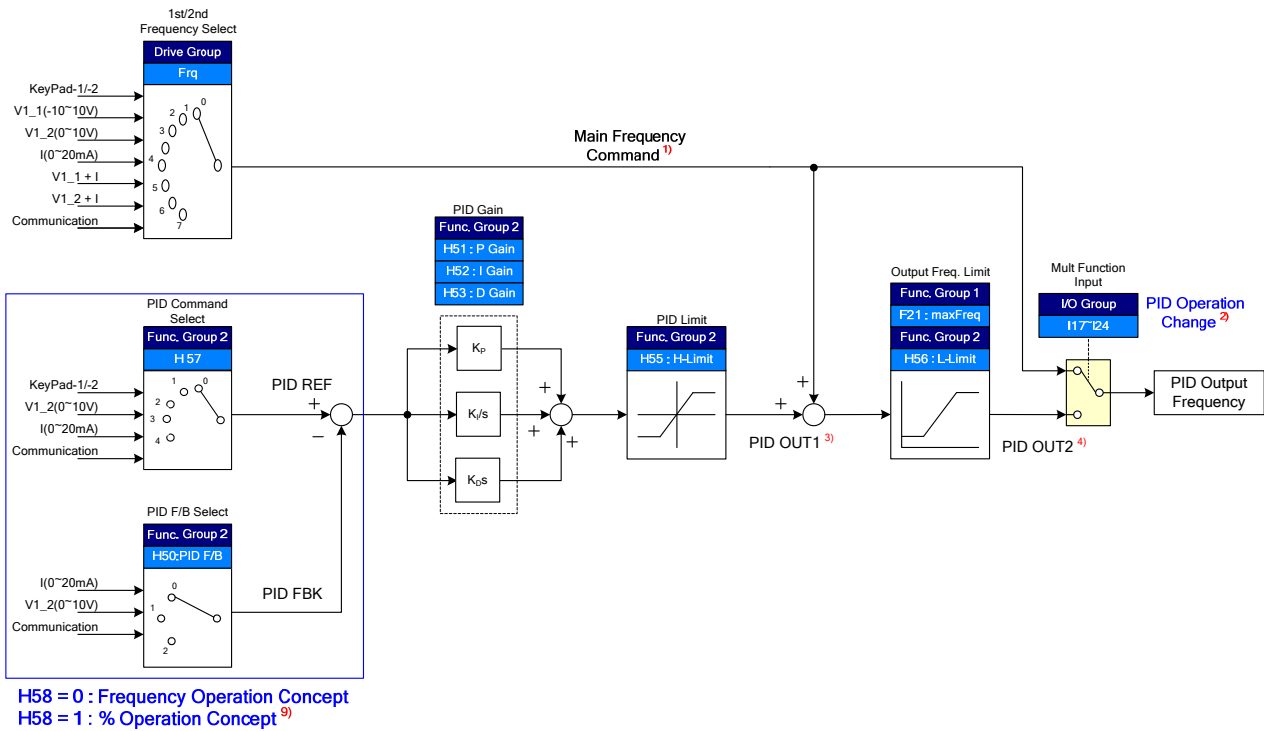 1st/2nd
Frequency Select
Drive Group
Frq
KeyPad-1/-2
V1_1(-10~10V)
V1_2(0~10V)
I(0~20mA)
V1_1 + I
V1_2 + I
Communication
0
1
2
3
4
5
6
7
Main Frequency
Command 1)
PID Gain
Func. Group 2
H51 : P Gain
H52 : I Gain
H53 : D Gain
PID Command
Select
Func. Group 2
H 57
KeyPad-1/-2
V1_2(0~10V)
I(0~20mA)
Communication
0
1
2
3
4
PID REF
+
−
KP
KI/s
KDs
+
+
+
PID Limit
Func. Group 2
H55 : H-Limit
PID OUT1 3)
+
+
Output Freq. Limit
Func. Group 1
F21 : maxFreq
Func. Group 2
H56 : L-Limit
PID OUT2 4)
Mult Function
Input
I/O Group
I17~I24
PID Operation
Change 2)
PID Output
Frequency
PID F/B Select
Func. Group 2
H50:PID F/B
I(0~20mA)
V1_2(0~10V)
Communication
0
1
2
PID FBK
H58 = 0 : Frequency Operation Concept
H58 = 1 : % Operation Concept 9)